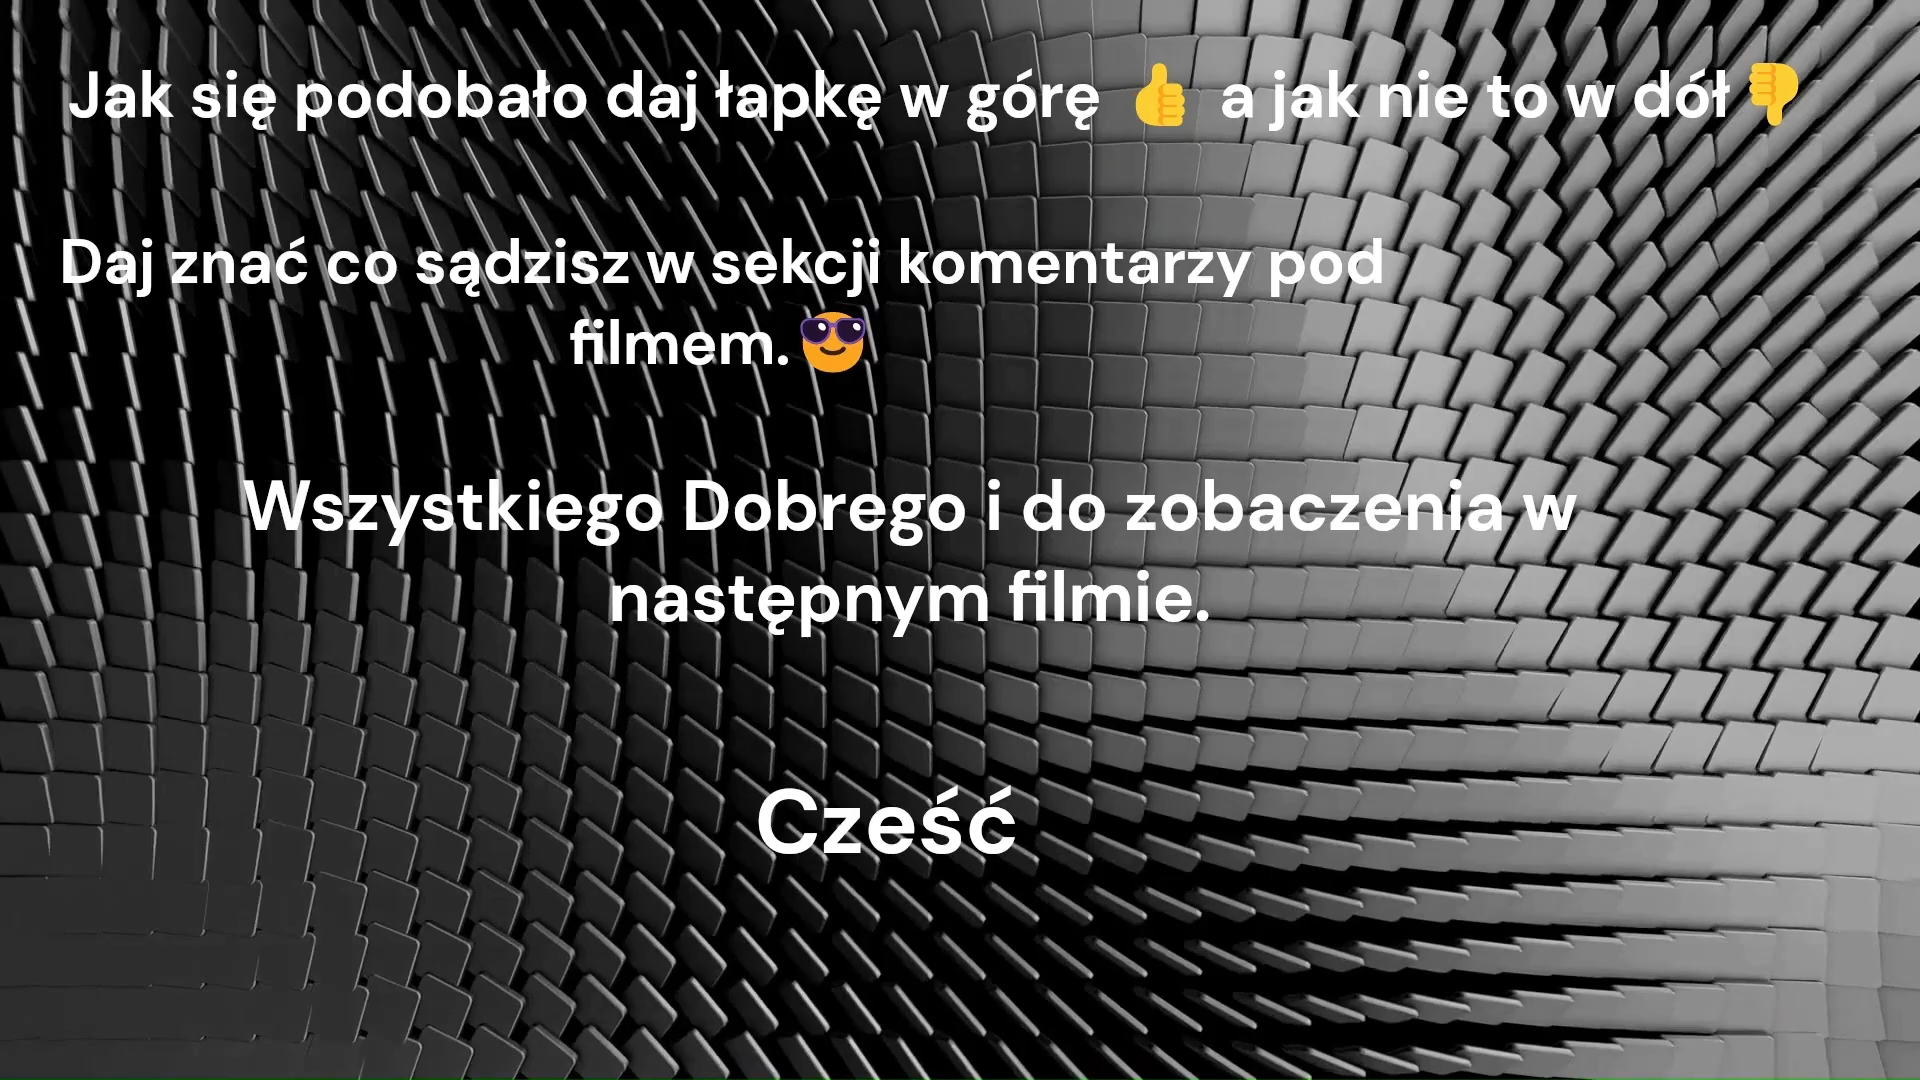 Jak się podobało daj łapkę w górę 👍 a jak nie to w dół👎
Daj znać co sądzisz w sekcji komentarzy pod
filmem.😎
Wszystkiego Dobrego i do zobaczenia w
następnym filmie.
Cześć